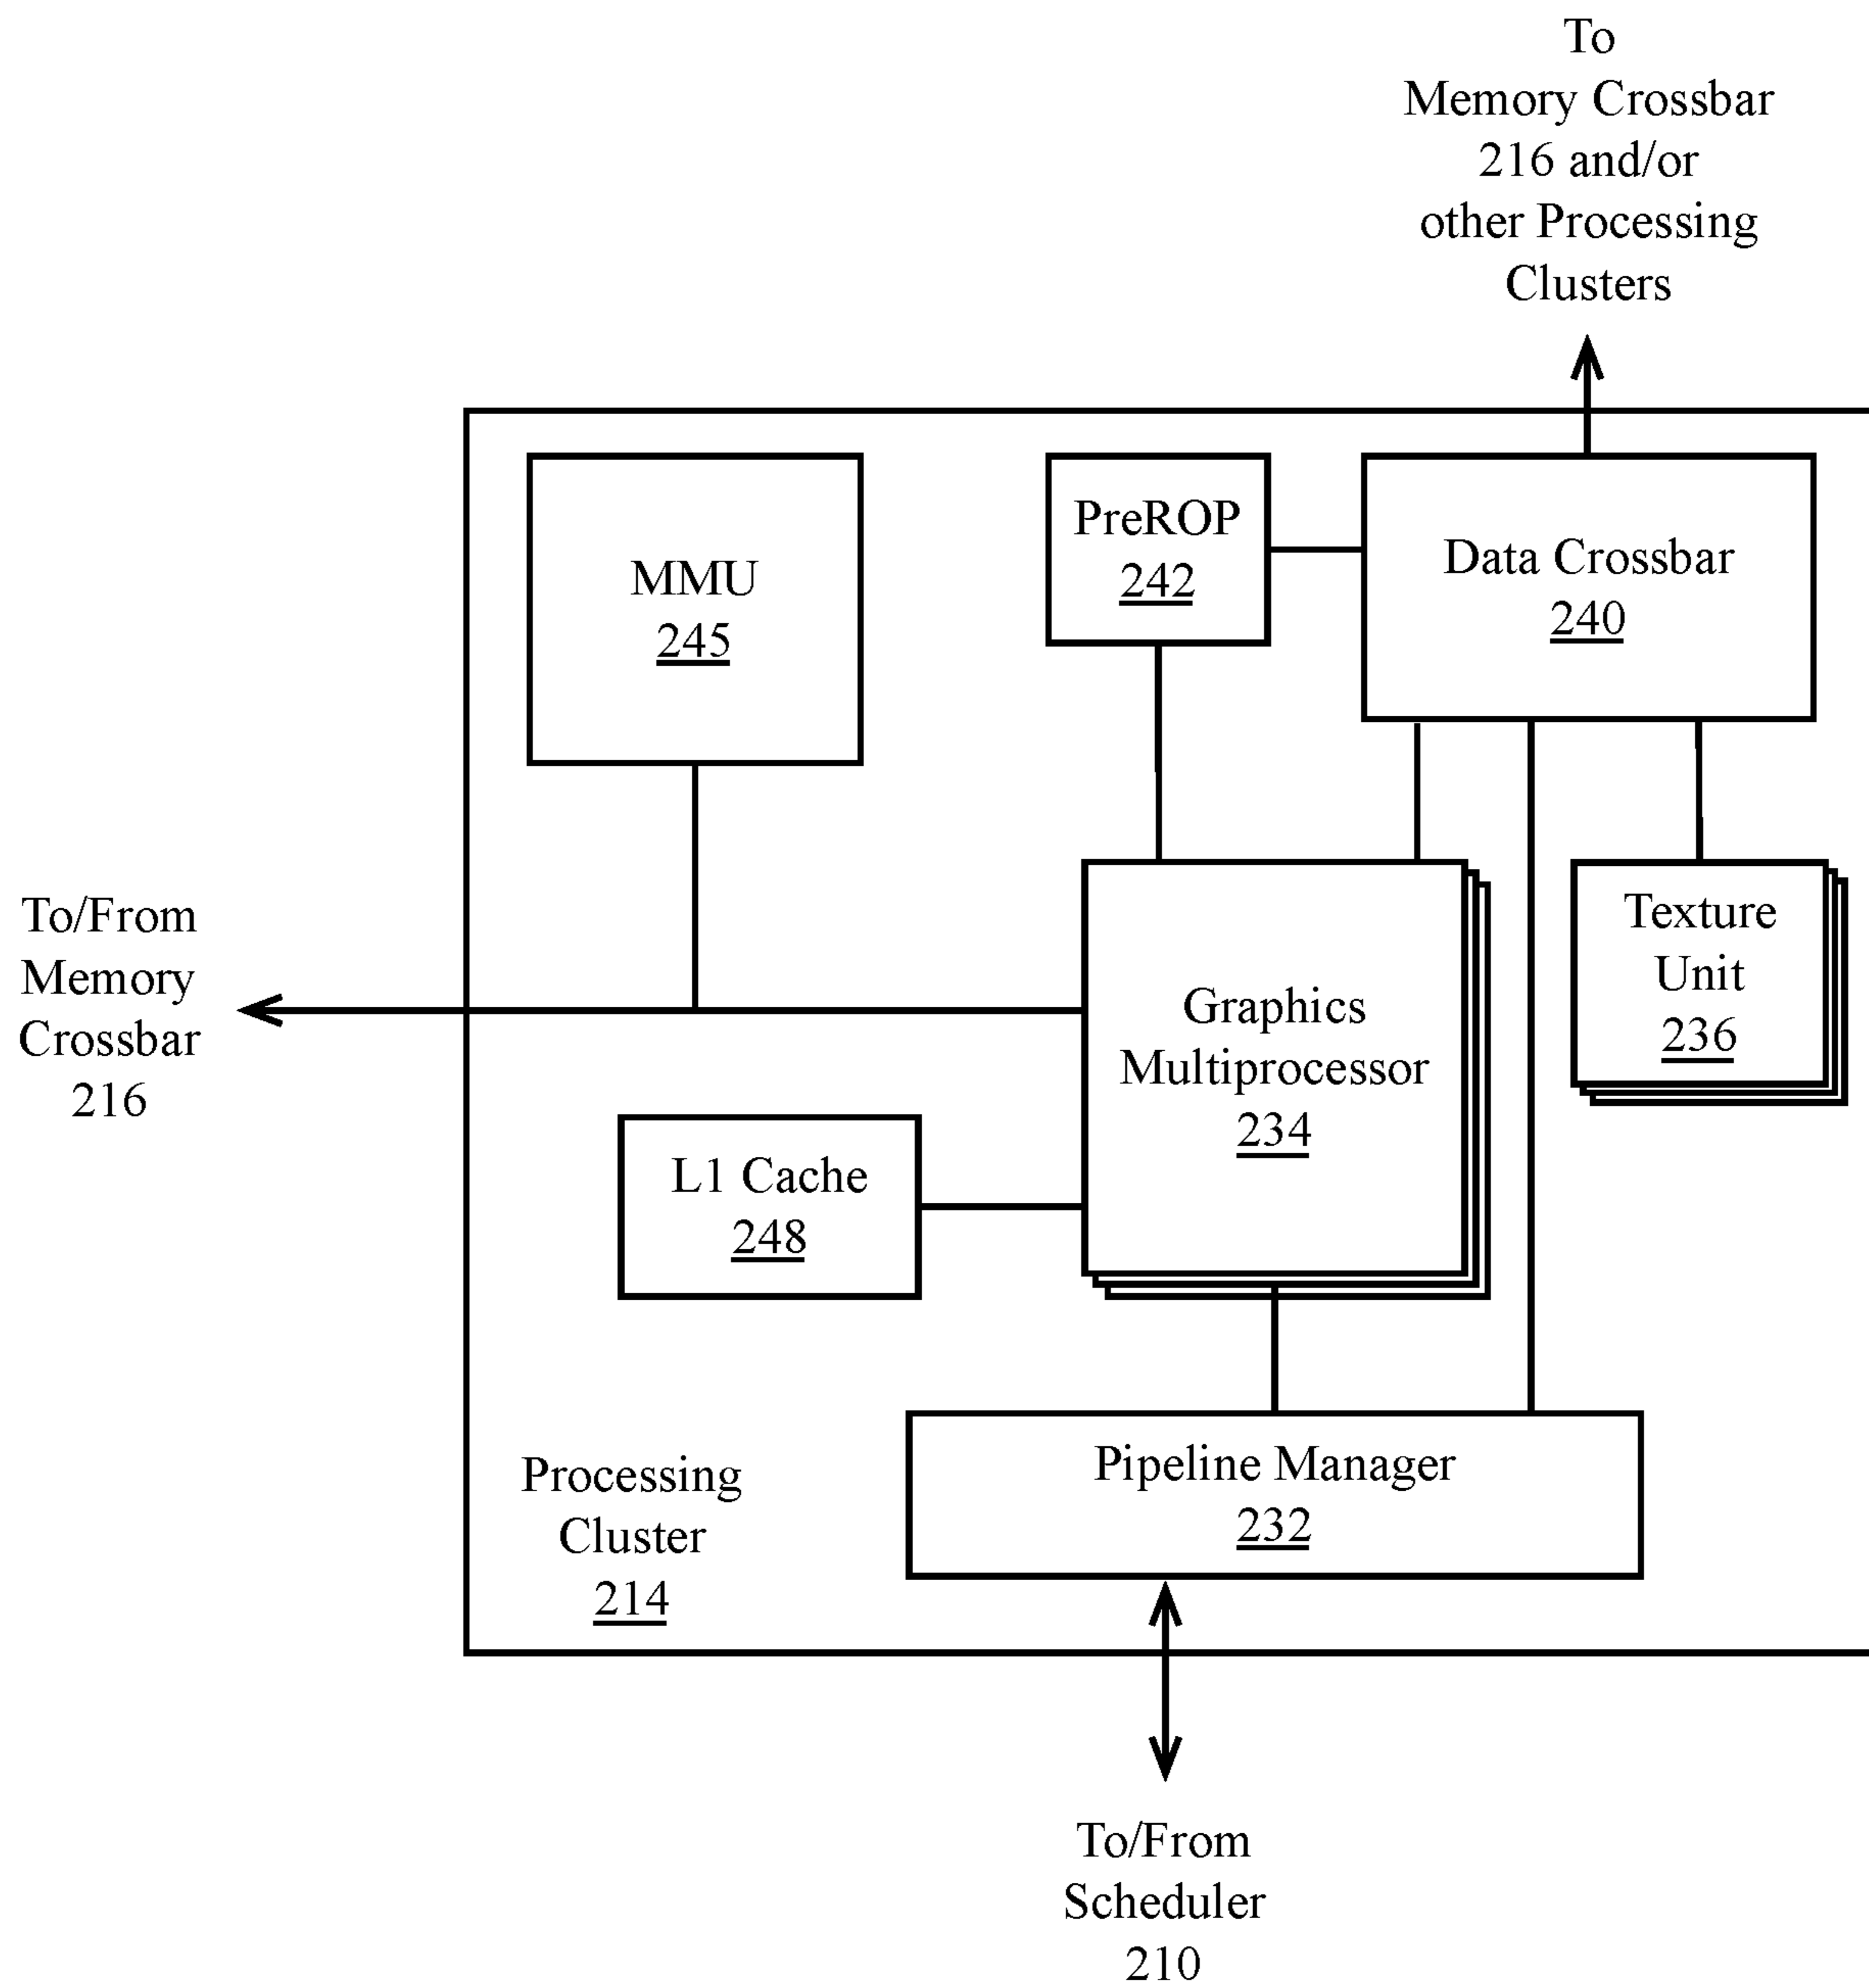 To
Memory Crossbar
216 and/or
other Processing
Clusters
MMU
245
PreROP
242
Data Crossbar
240
To/From
Memory
Crossbar
216
Graphics
Multiprocessor
234
Texture
Unit
236
L1 Cache
248
Processing
Cluster
214
Pipeline Manager
232
To/From
Scheduler
210